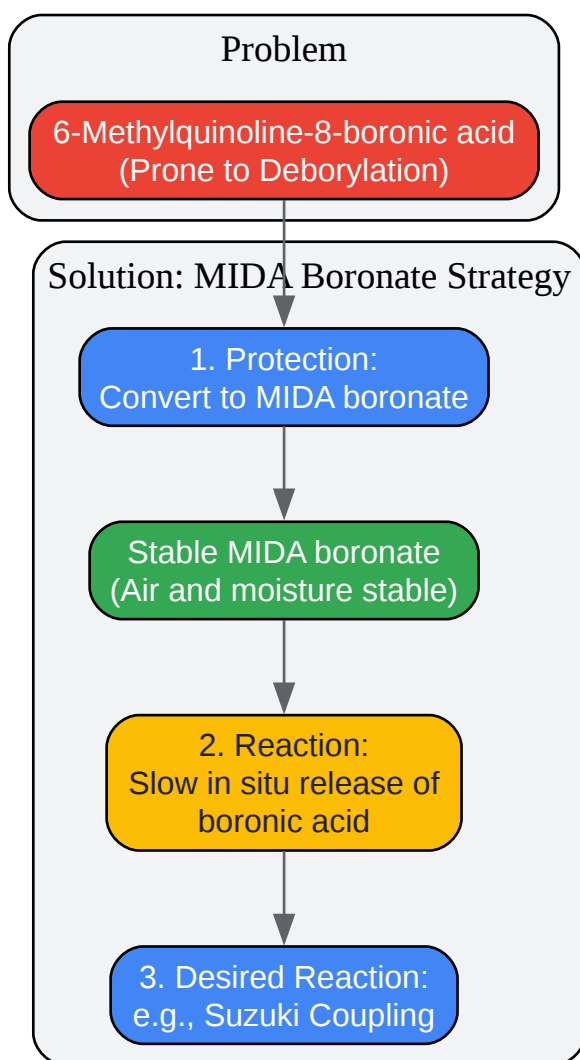 Problem
6-Methylquinoline-8-boronic acid
(Prone to Deborylation)
Solution: MIDA Boronate Strategy
1. Protection:
Convert to MIDA boronate
Stable MIDA boronate
(Air and moisture stable)
2. Reaction:
Slow in situ release of
boronic acid
3. Desired Reaction:
e.g., Suzuki Coupling